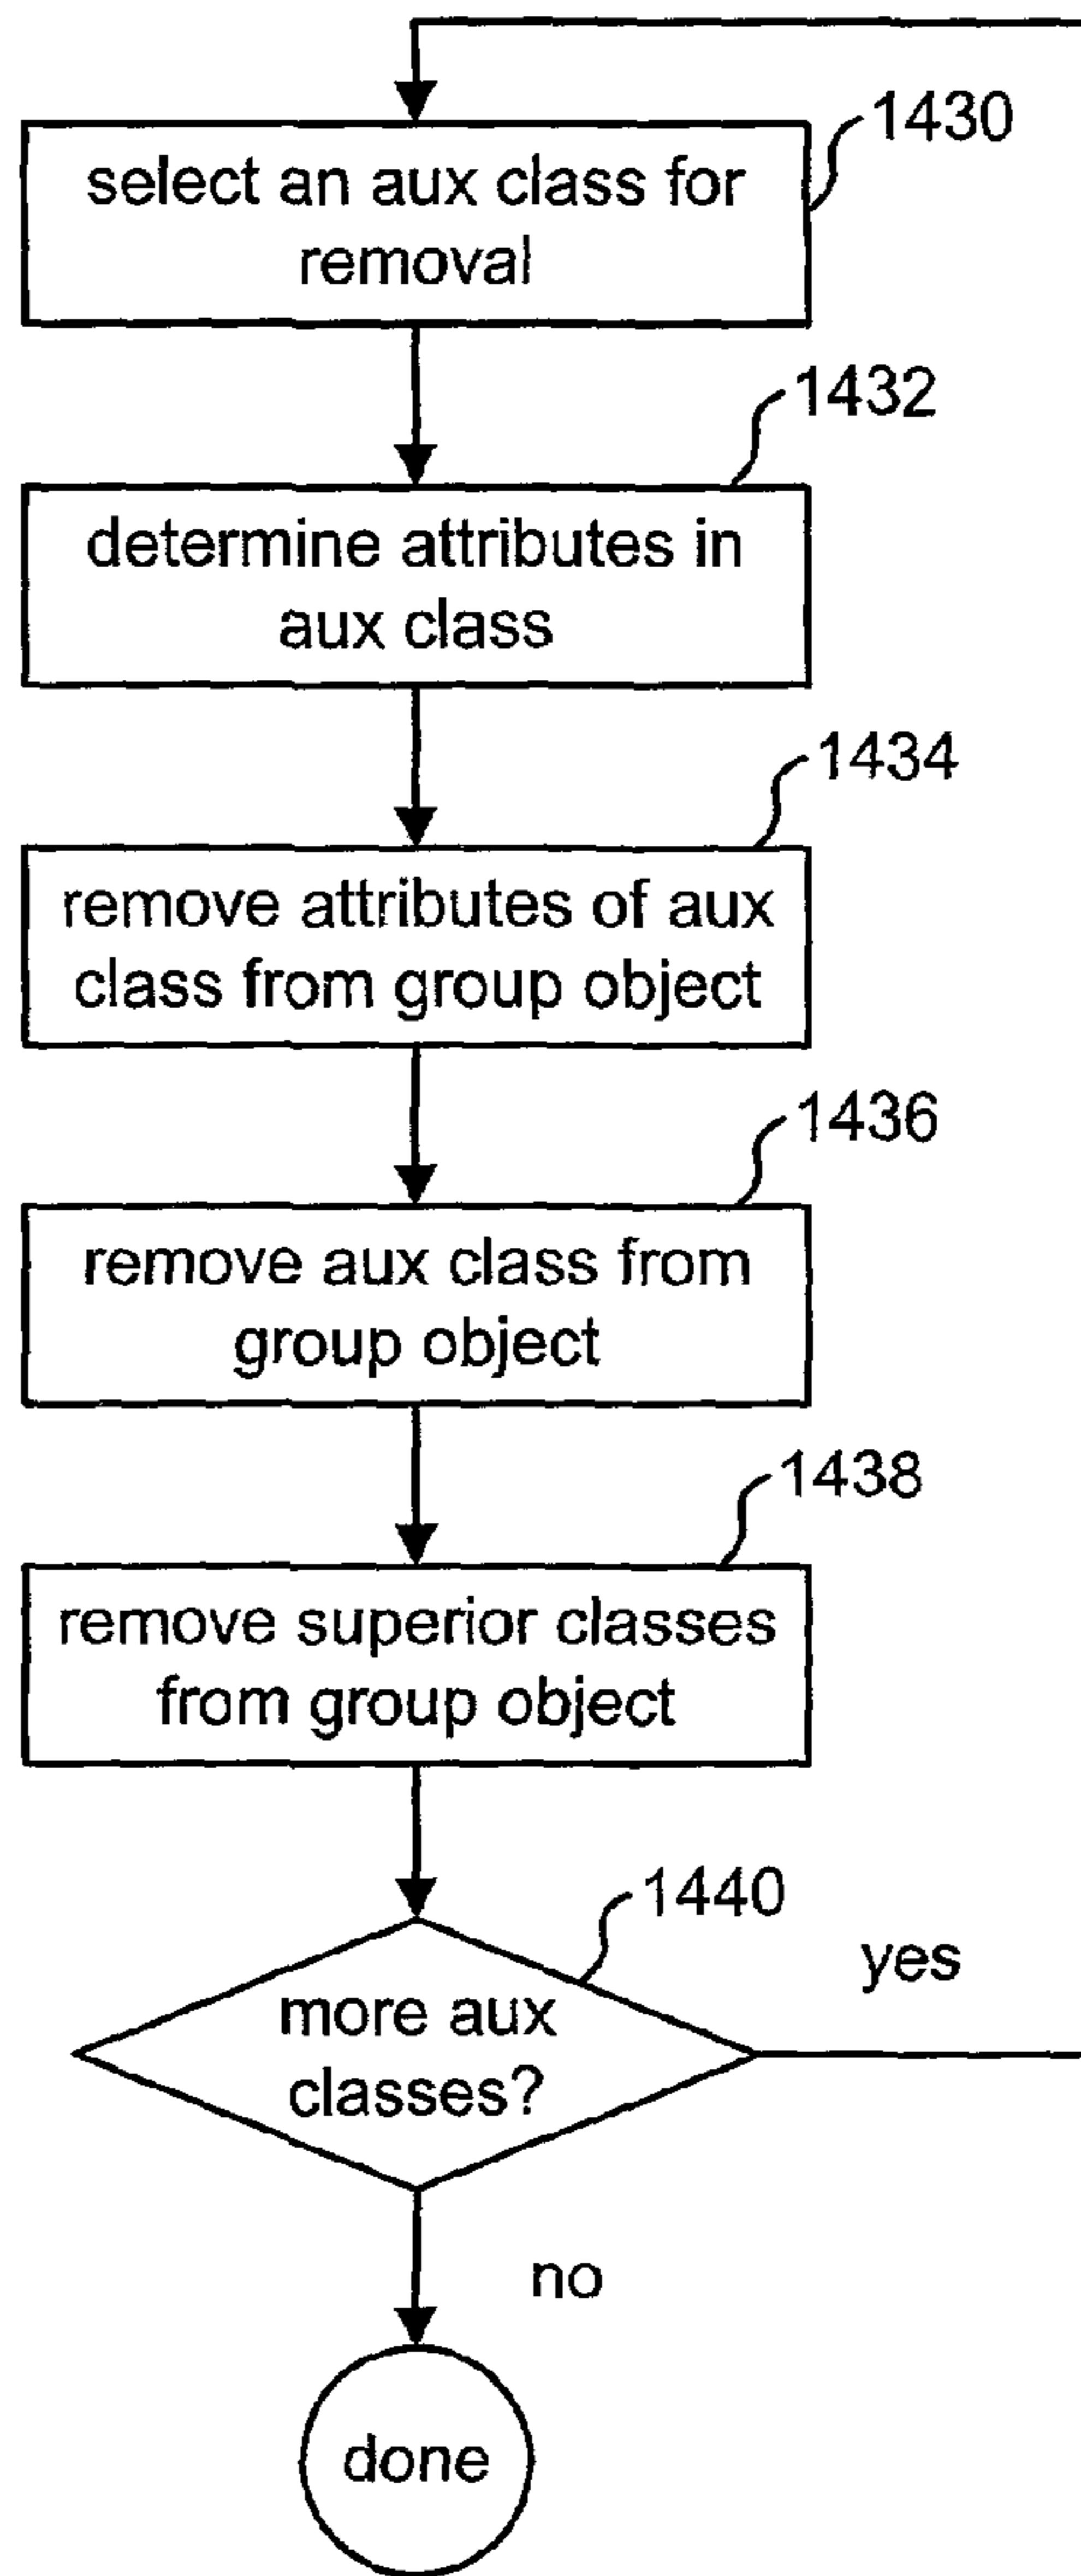 1430
select an aux class for
removal
1432
determine attributes in
aux class
1434
remove attributes of aux
class from group object
1436
remove aux class from
group object
1438
remove superior classes
from group object
1440
more aux
classes?
yes
no
done